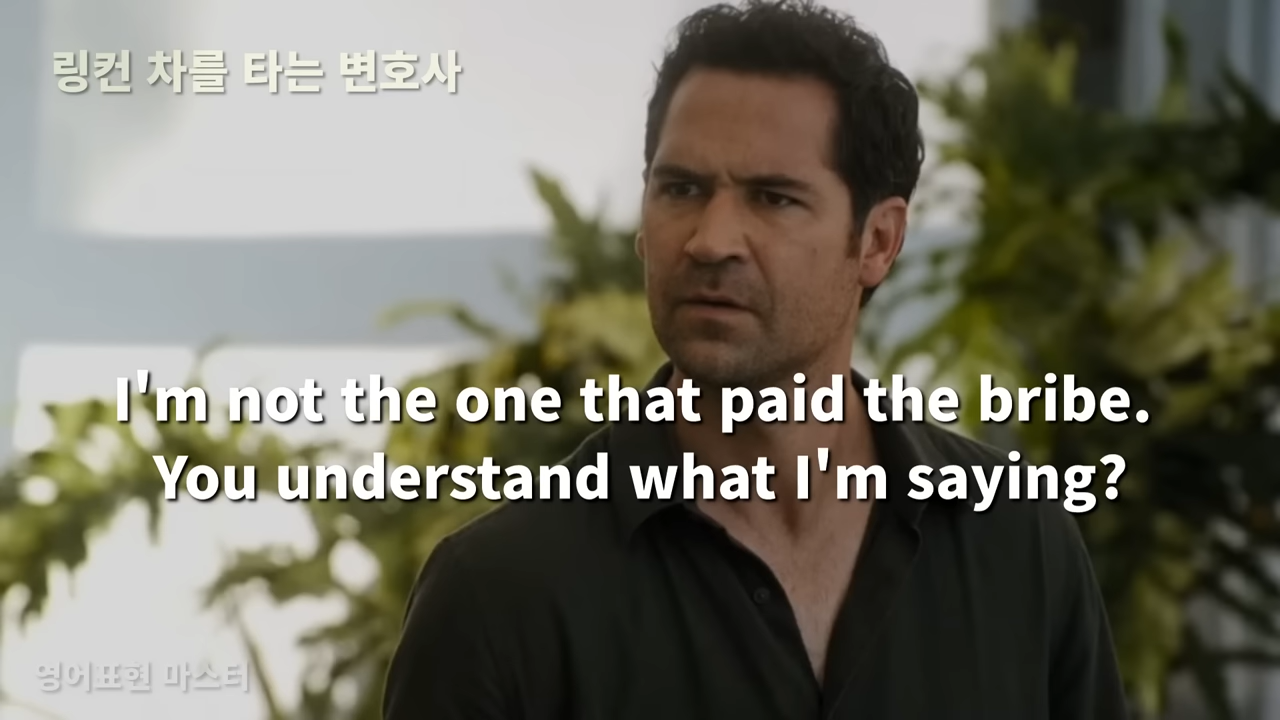 링컨 차를 타는 변호사
I'm not the one that paid the bribe.
You understand what I'm saying?
영어표현 마스터